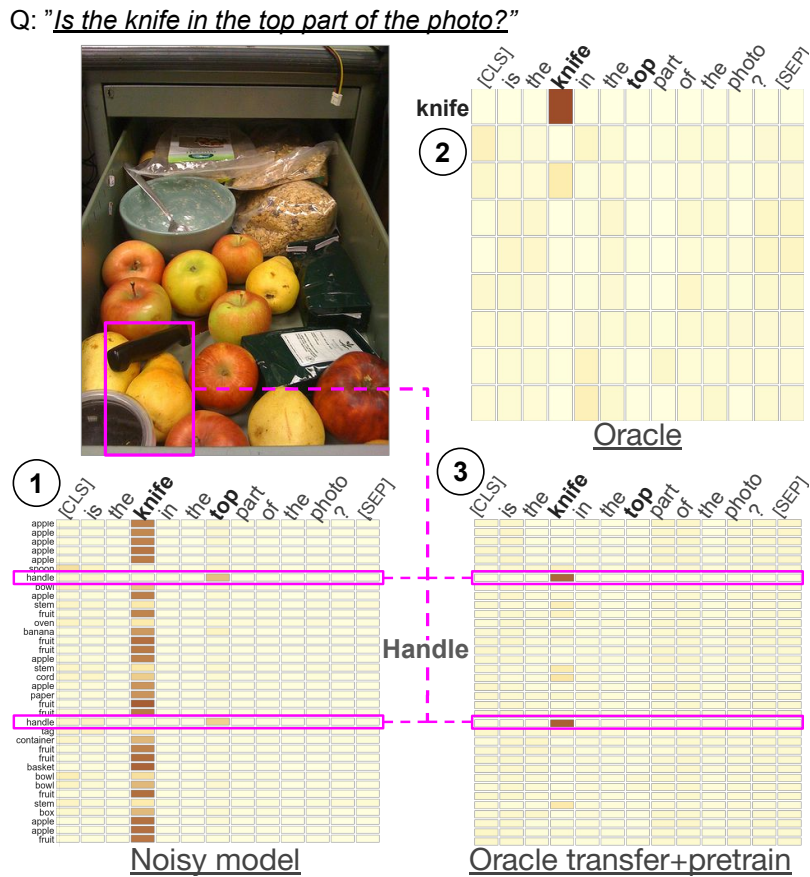 Q: ”Is the knife in the top part of the photo?”
[CLS] is the knife in the top part of the photo ? [SEP]
knife
2
Oracle
1
[CLS] is the knife in the top part of the photo ? [SEP]
3
[CLS] is the knife in the top part of the photo ? [SEP]
apple
apple
apple
apple
apple
spoon
handle
bowl
apple
stem
fruit
oven
banana
fruit
fruit
apple
stem
cord
apple
paper
fruit
fruit
handle
tag
container
fruit
fruit
basket
bowl
bowl
fruit
stem
box
apple
apple
fruit
Handle
Noisy model
Oracle transfer+pretrain